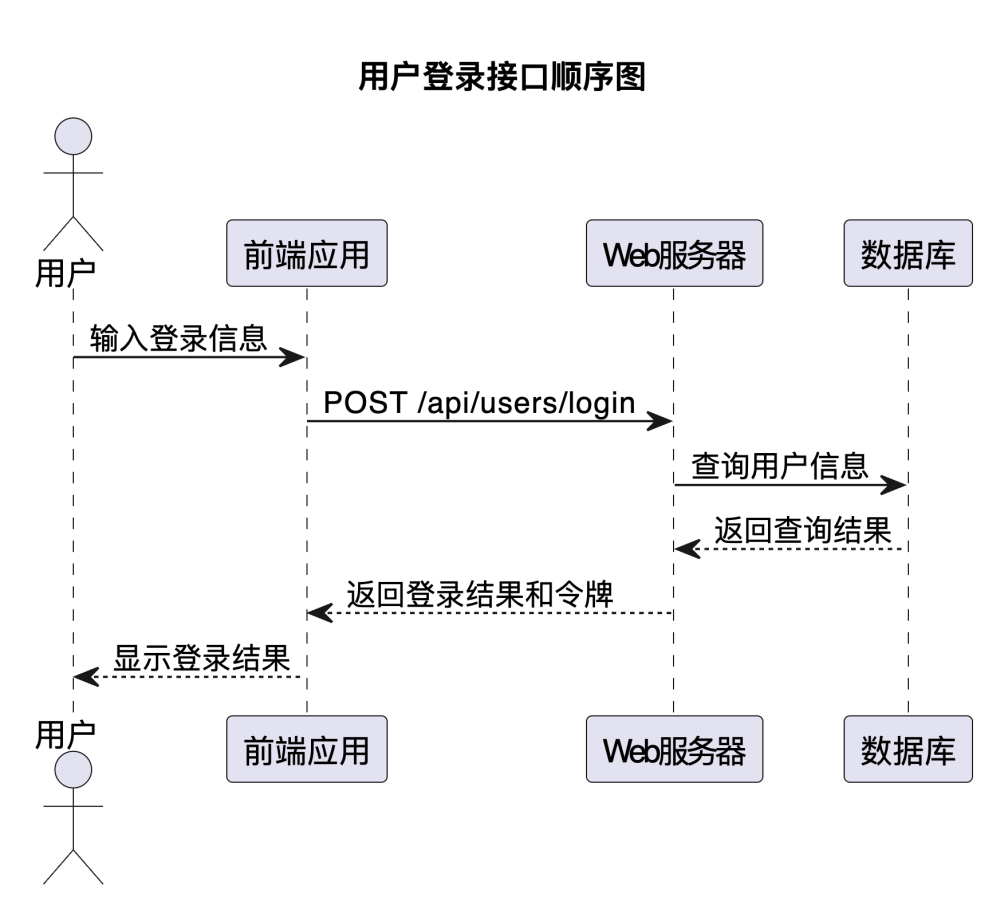 用户登录接口顺序图
用户
前端应用
Web服务器
数据库
输入登录信息
POST /api/users/login
查询用户信息
返回查询结果
返回登录结果和令牌
显示登录结果
用户
前端应用
Web服务器
数据库